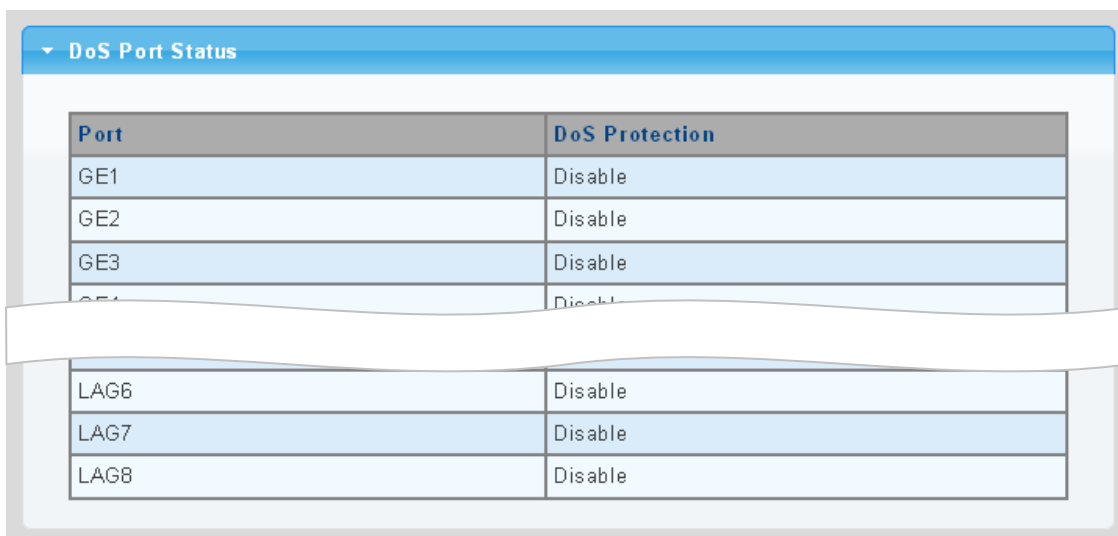 DoS Port Status
Port DoS Protection
GE1 Disable
GE2 Disable
GE3 Disable
LAG6 Disable
LAG7 Disable
LAG8 Disable